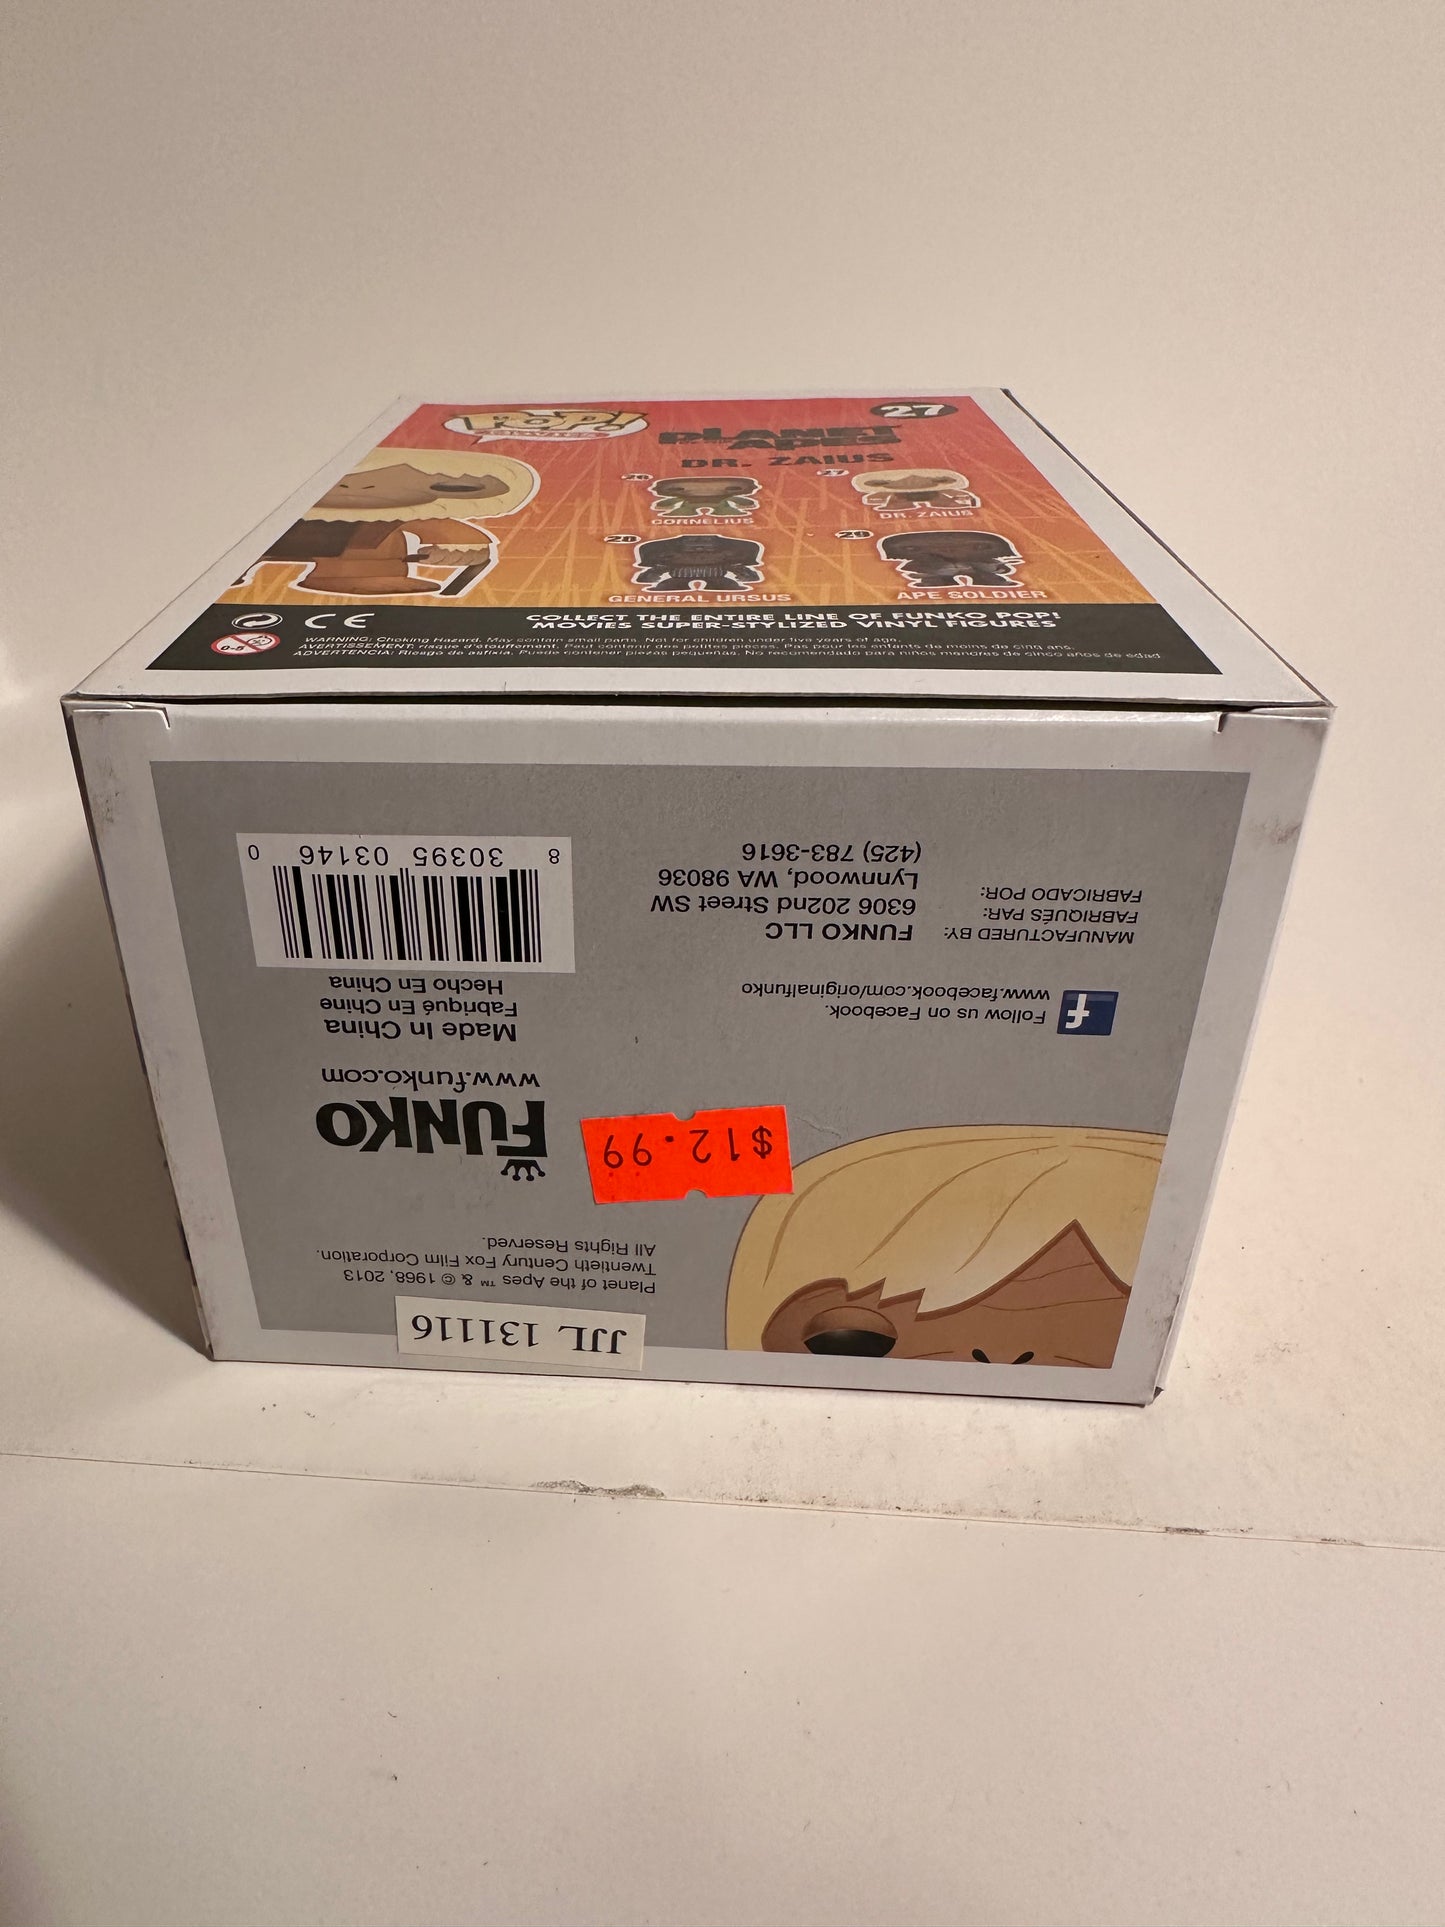 POP!
MOVIES
27
PLANET
OF THE APES
DR. ZAIUS
26
CORNELIUS
27
DR. ZAIUS
28
GENERAL URSUS
29
APE SOLDIER
CE
0-5
COLLECT THE ENTIRE LINE OF FUNKO POP!
MOVIES SUPER-STYLIZED VINYL FIGURES
WARNING: Choking Hazard. May contain small parts. Not for children under five years of age.
AVERTISSEMENT: risque d'étouffement. Peut contenir des petites pièces. Pas pour les enfants de moins de cinq ans.
ADVERTENCIA: Riesgo de asfixia. Puede contener piezas pequeñas. No recomendado para niños menores de cinco años de edad.
JJL 131116
Planet of the Apes ™ & © 1968, 2013
Twentieth Century Fox Film Corporation.
All Rights Reserved.
$12.99
FUNKO
www.funko.com
Made In China
Fabriqué En Chine
Hecho En China
8 30395 03146 0
f
Follow us on Facebook.
www.facebook.com/originalfunko
MANUFACTURED BY:
FABRIQUÉS PAR:
FABRICADO POR:
FUNKO LLC
6306 202nd Street SW
Lynnwood, WA 98036
(425) 783-3616